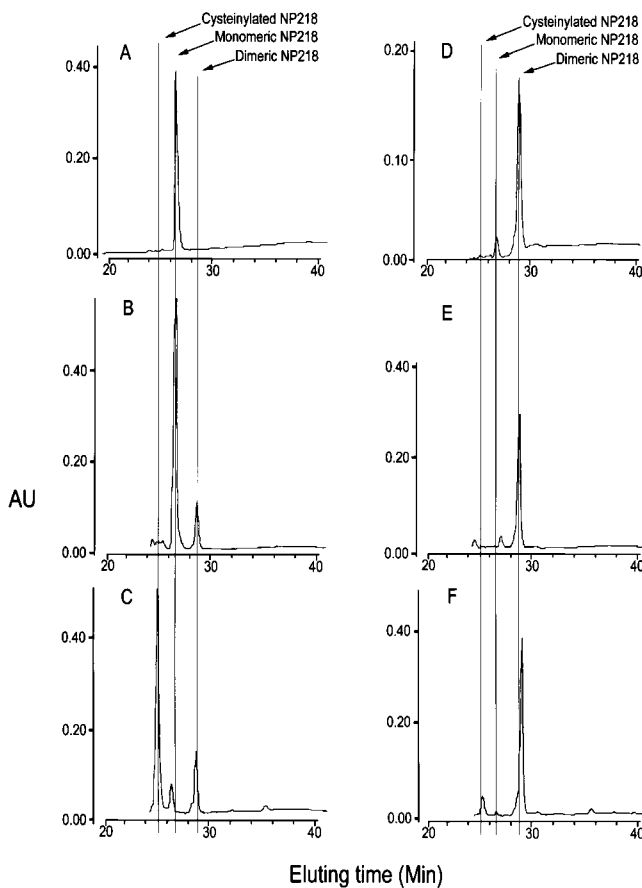 Cysteinylated NP218
Monomeric NP218
Dimeric NP218
A
0.40
0.20
0.00
20 30 40
B
0.40
0.20
0.00
20 30 40
C
0.40
0.20
0.00
20 30 40
Cysteinylated NP218
Monomeric NP218
Dimeric NP218
D
0.20
0.10
0.00
20 30 40
E
0.40
0.20
0.00
20 30 40
F
0.40
0.20
0.00
20 30 40
AU
Eluting time (Min)